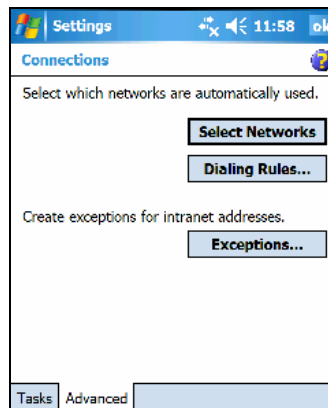 Settings 11:58 ok
Connections ?
Select which networks are automatically used.
Select Networks
Dialing Rules...
Create exceptions for intranet addresses.
Exceptions...
Tasks Advanced